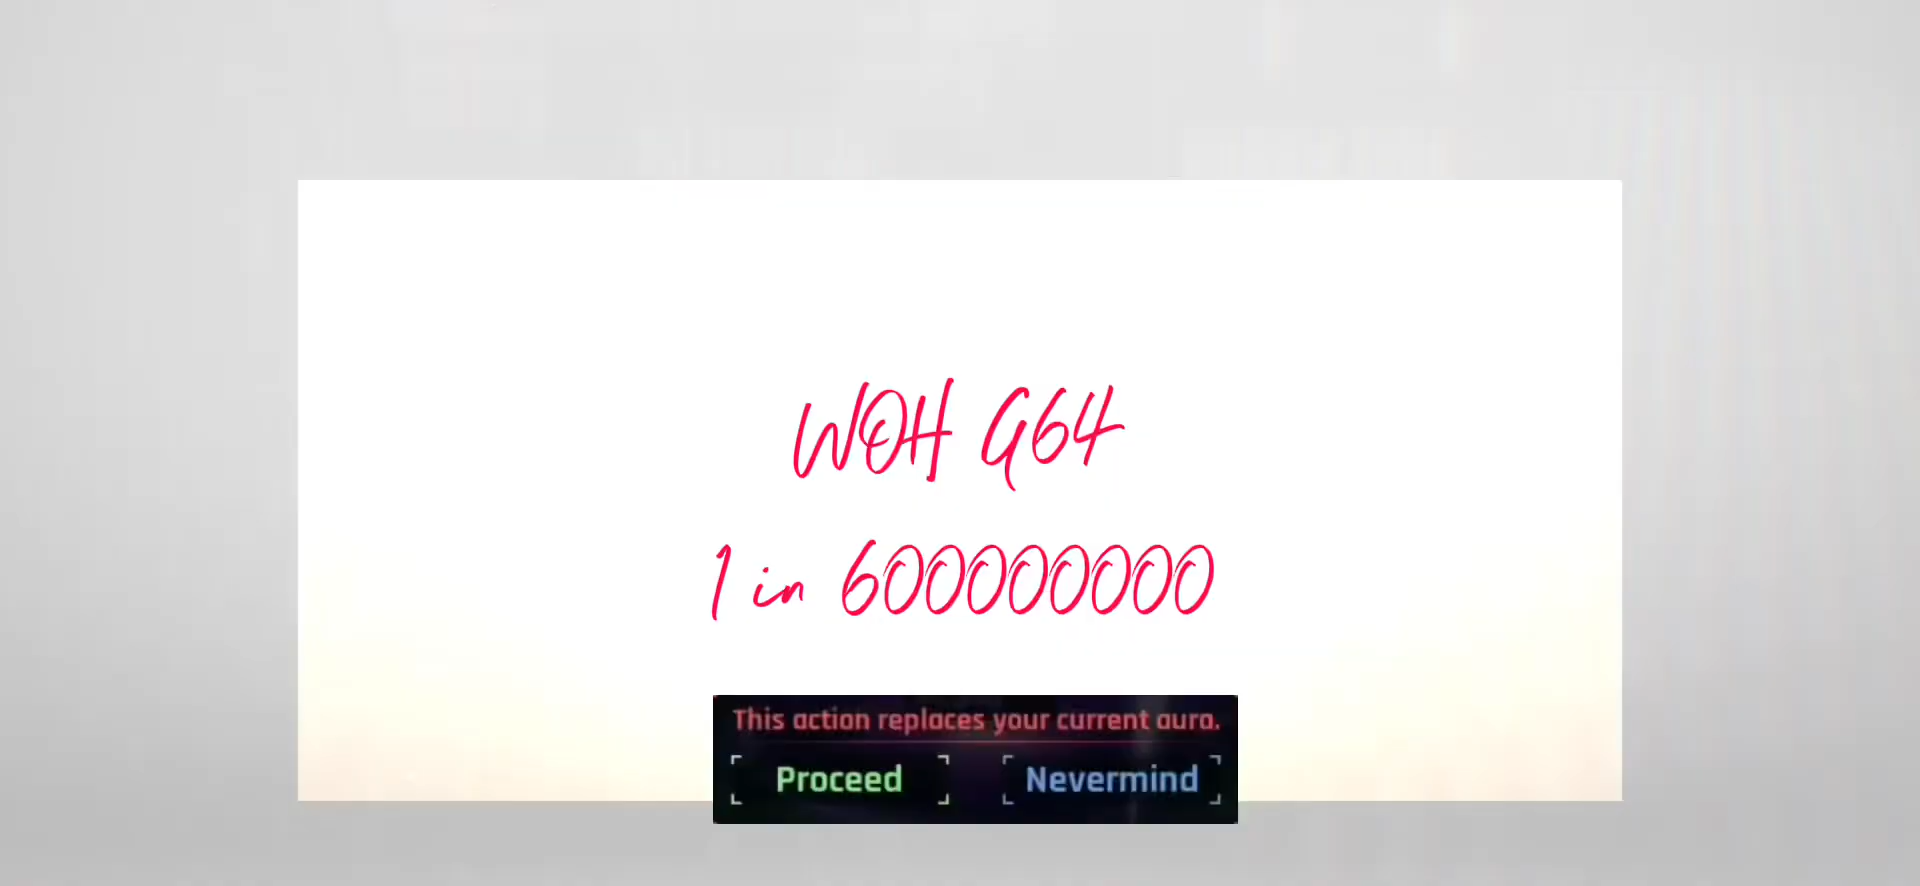 WOH G64
1 in 600000000
This action replaces your current aura.
Proceed
Nevermind